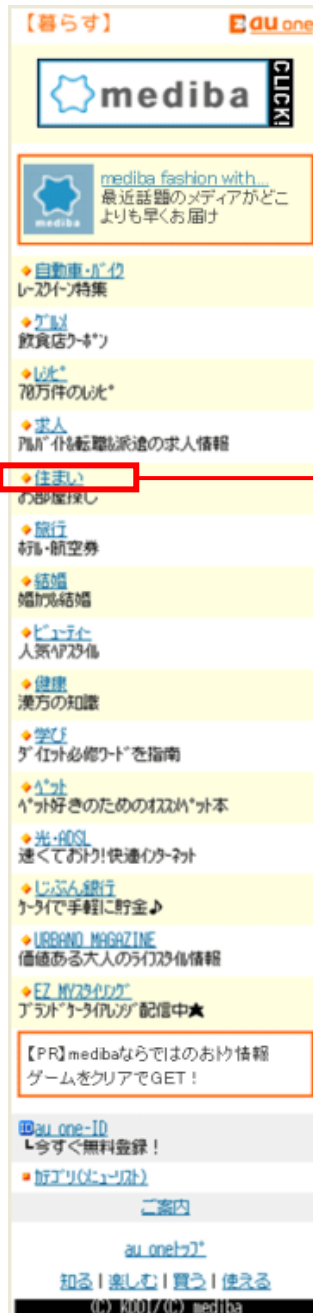 【暮らす】
au one
mediba
CLICK!
mediba fashion with...
最近話題のメディアがどこ
よりも早くお届け
mediba
◆自動車・バイク
レースクイーン特集
◆グルメ
飲食店クーポン
◆レシピ
70万件のレシピ
◆求人
アルバイト&転職&派遣の求人情報
◆住まい
お部屋探し
◆旅行
ホテル・航空券
◆結婚
婚カツ&結婚
◆ビューティー
人気ヘアスタイル
◆健康
漢方の知識
◆学び
ダイエット必修ワードを指南
◆ペット
ペット好きのためのオススメペット本
◆光・ADSL
速くておトク!快適インターネット
◆じぶん銀行
ケータイで手軽に貯金♪
◆URBANO MAGAZINE
価値ある大人のライフスタイル情報
◆EZ MYスタイリング
ブランドケータイアレンジ配信中★
【PR】medibaならではのおトク情報
ゲームをクリアでGET!
au one-ID
┗今すぐ無料登録!
カテゴリ(メニューリスト)
ご案内
au oneトップ
知る|楽しむ|買う|使える
(C) KDDI/(C) mediba